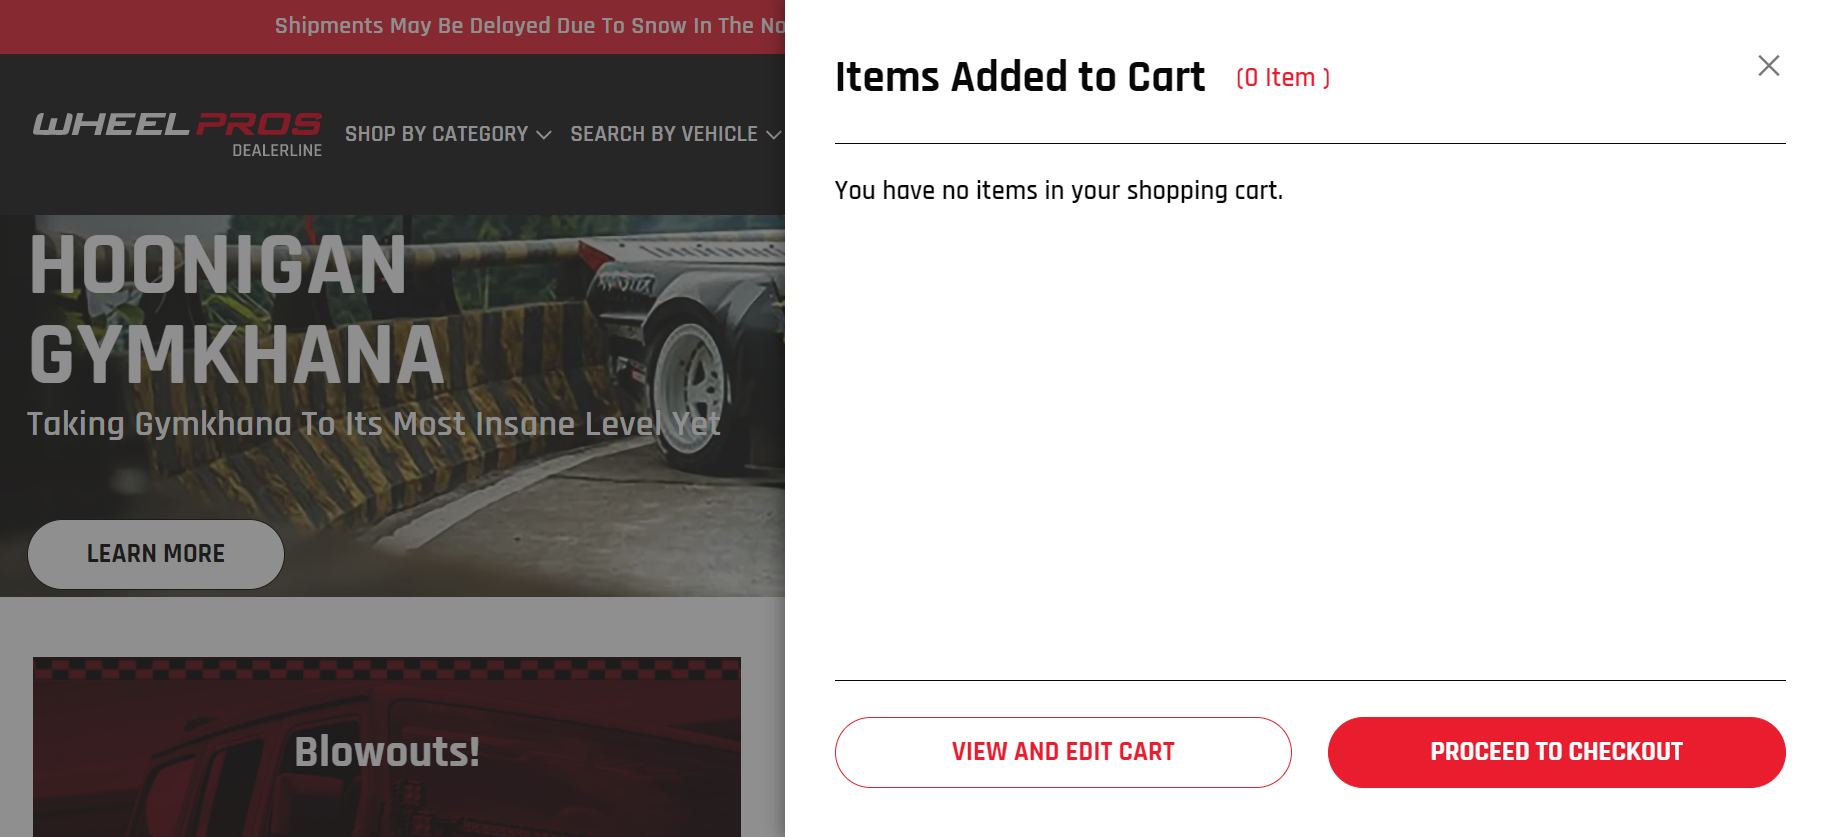 Shipments May Be Delayed Due To Snow In The
WHEEL PROS
DEALERLINE
SHOP BY CATEGORY
SEARCH BY VEHICLE
HOONIGAN
GYMKHANA
Taking Gymkhana To Its Most Insane Level Yet
LEARN MORE
Blowouts!
Items Added to Cart (0 Item )
You have no items in your shopping cart.
VIEW AND EDIT CART
PROCEED TO CHECKOUT